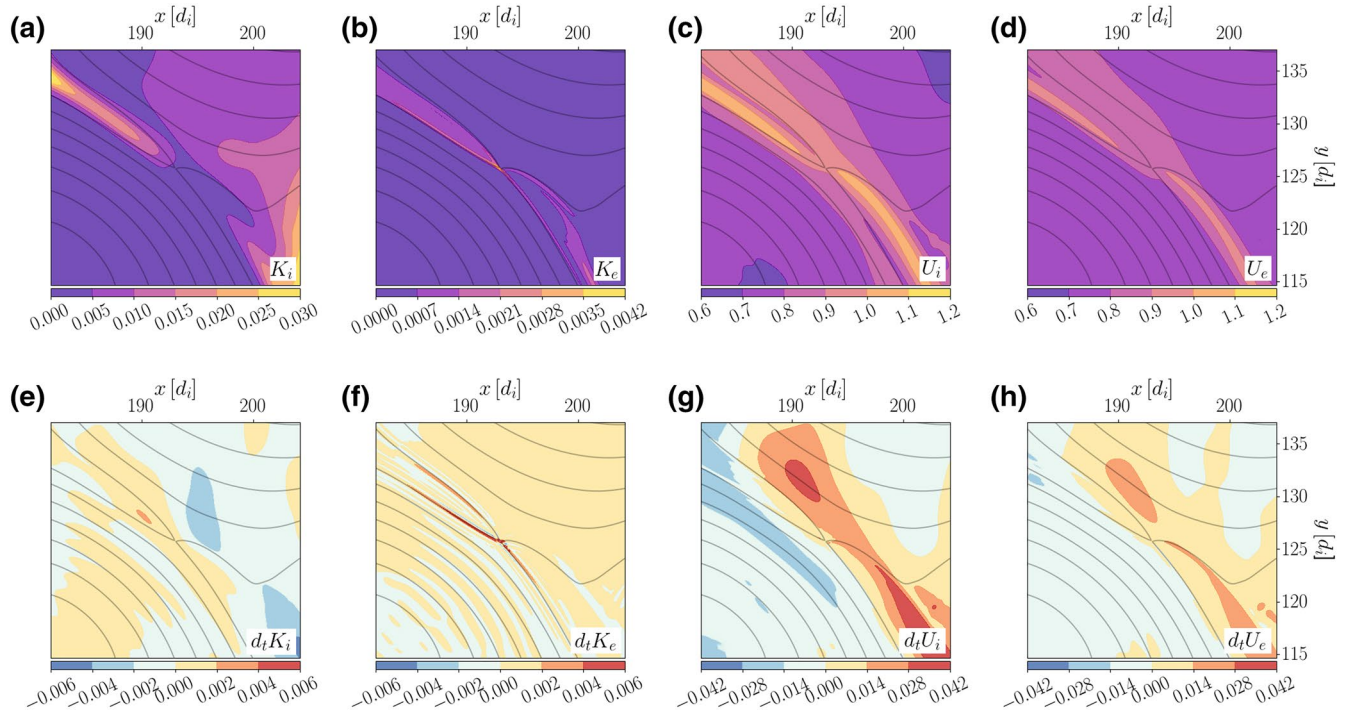 (a) x [d_i] (b) x [d_i] (c) x [d_i] (d) x [d_i]
190 200 190 200 190 200 190 200
135
130
125
120
115
y [d_i]
K_i K_e U_i U_e
0.000 0.005 0.010 0.015 0.020 0.025 0.030
0.0000 0.0007 0.0014 0.0021 0.0028 0.0035 0.0042
0.6 0.7 0.8 0.9 1.0 1.1 1.2
0.6 0.7 0.8 0.9 1.0 1.1 1.2
(e) x [d_i] (f) x [d_i] (g) x [d_i] (h) x [d_i]
190 200 190 200 190 200 190 200
135
130
125
120
115
y [d_i]
d_tK_i d_tK_e d_tU_i d_tU_e
−0.006 −0.004 −0.002 0.000 0.002 0.004 0.006
−0.006 −0.004 −0.002 0.000 0.002 0.004 0.006
−0.042 −0.028 −0.014 0.000 0.014 0.028 0.042
−0.042 −0.028 −0.014 0.000 0.014 0.028 0.042